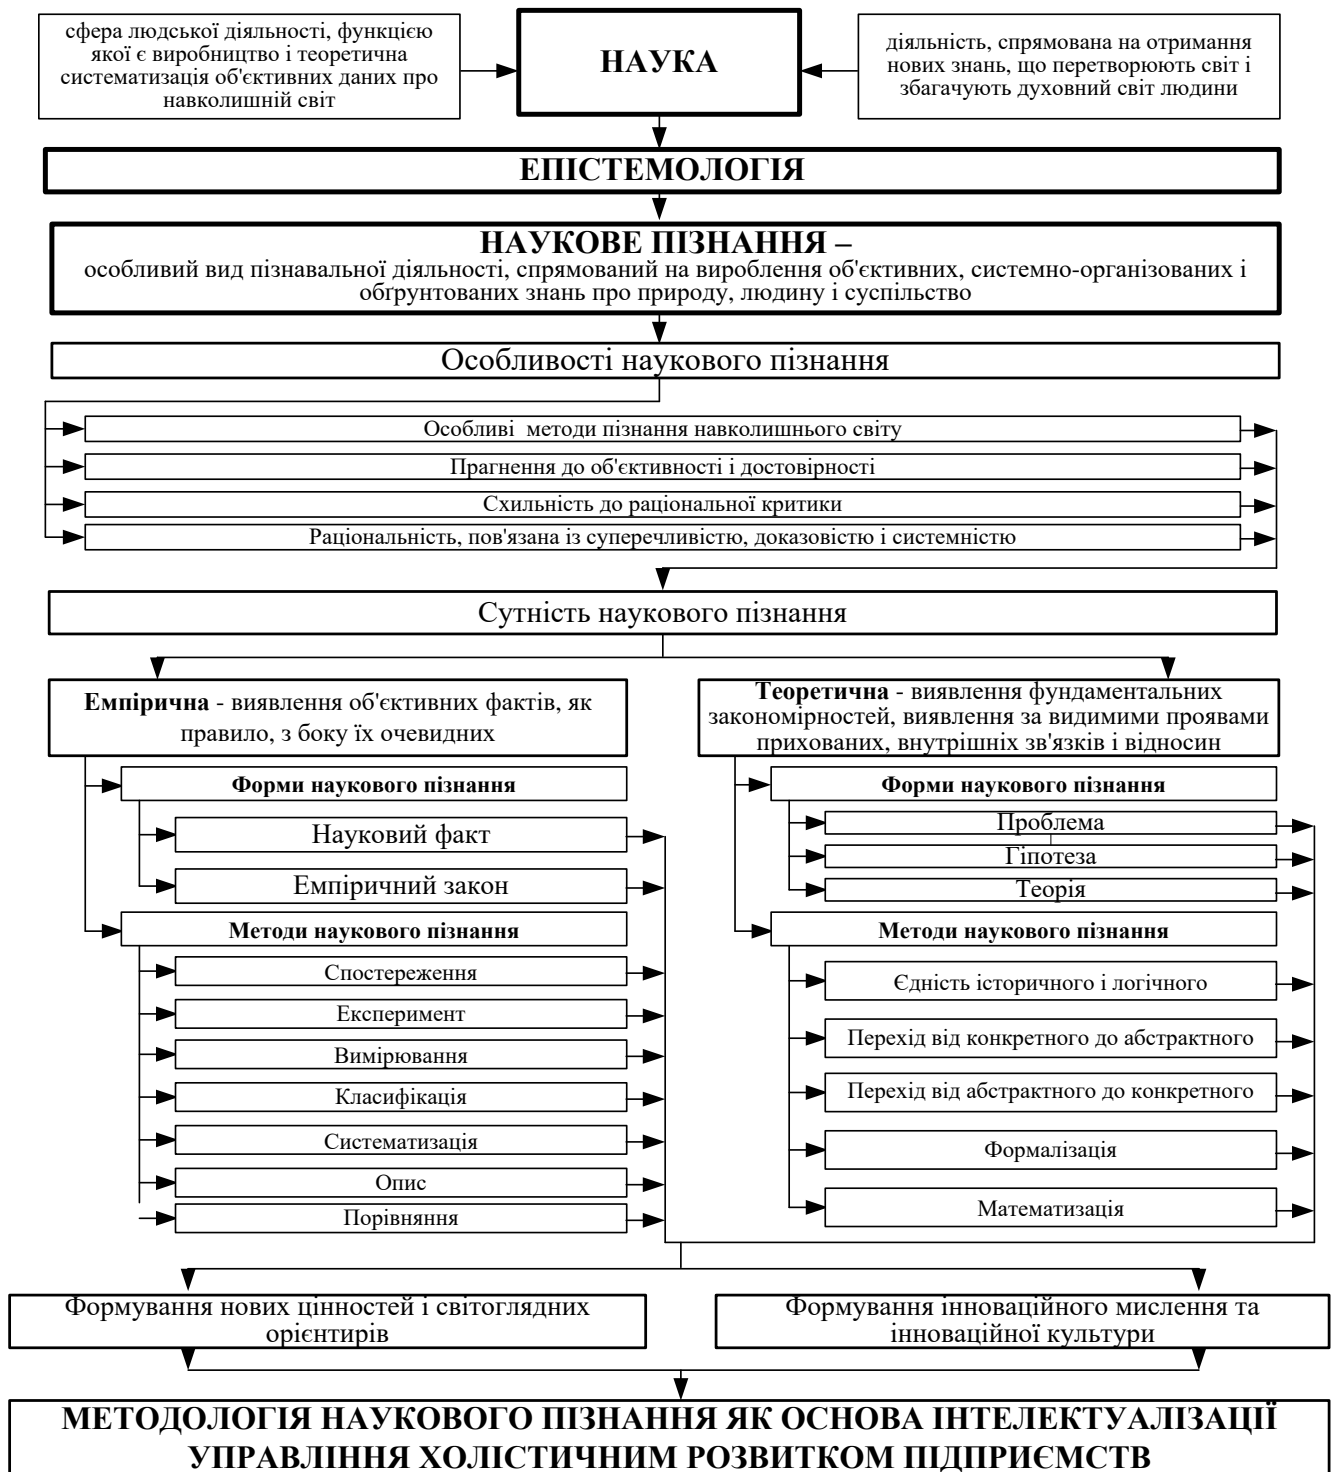 сфера людської діяльності, функцією
якої є виробництво і теоретична
систематизація об'єктивних даних про
навколишній світ
НАУКА
діяльність, спрямована на отримання
нових знань, що перетворюють світ і
збагачують духовний світ людини
ЕПІСТЕМОЛОГІЯ
НАУКОВЕ ПІЗНАННЯ –
особливий вид пізнавальної діяльності, спрямований на вироблення об'єктивних, системно-організованих і
обґрунтованих знань про природу, людину і суспільство
Особливості наукового пізнання
Особливі методи пізнання навколишнього світу
Прагнення до об'єктивності і достовірності
Схильність до раціональної критики
Раціональність, пов'язана із суперечливістю, доказовістю і системністю
Сутність наукового пізнання
Емпірична - виявлення об'єктивних фактів, як
правило, з боку їх очевидних
Форми наукового пізнання
Науковий факт
Емпіричний закон
Методи наукового пізнання
Спостереження
Експеримент
Вимірювання
Класифікація
Систематизація
Опис
Порівняння
Теоретична - виявлення фундаментальних
закономірностей, виявлення за видимими проявами
прихованих, внутрішніх зв'язків і відносин
Форми наукового пізнання
Проблема
Гіпотеза
Теорія
Методи наукового пізнання
Єдність історичного і логічного
Перехід від конкретного до абстрактного
Перехід від абстрактного до конкретного
Формалізація
Математизація
Формування нових цінностей і світоглядних
орієнтирів
Формування інноваційного мислення та
інноваційної культури
МЕТОДОЛОГІЯ НАУКОВОГО ПІЗНАННЯ ЯК ОСНОВА ІНТЕЛЕКТУАЛІЗАЦІЇ
УПРАВЛІННЯ ХОЛІСТИЧНИМ РОЗВИТКОМ ПІДПРИЄМСТВ